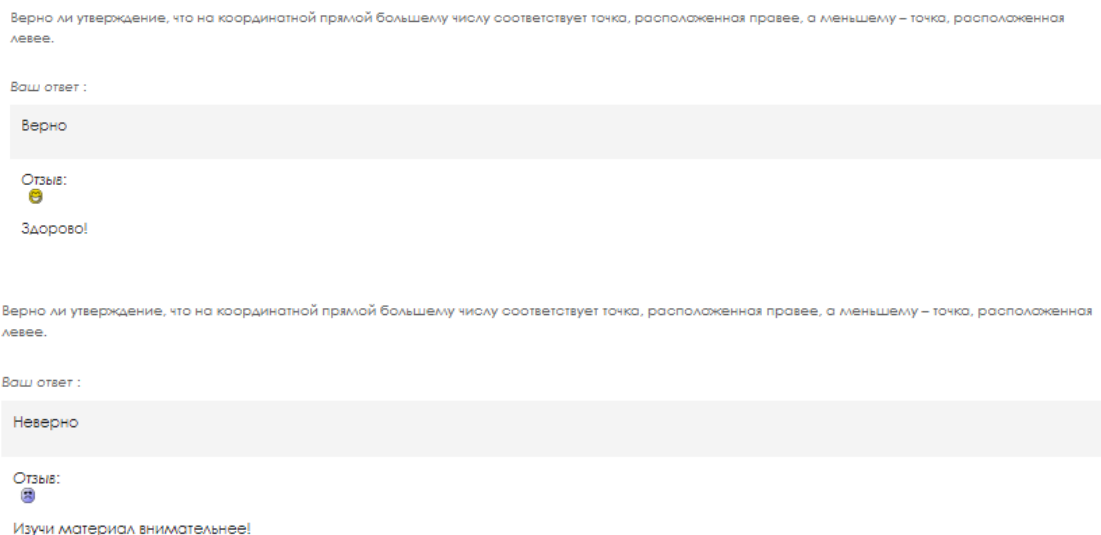 Верно ли утверждение, что на координатной прямой большему числу соответствует точка, расположенная правее, а меньшему – точка, расположенная
левее.
Ваш ответ :
Верно
Отзыв:
Здорово!
Верно ли утверждение, что на координатной прямой большему числу соответствует точка, расположенная правее, а меньшему – точка, расположенная
левее.
Ваш ответ :
Неверно
Отзыв:
Изучи материал внимательнее!